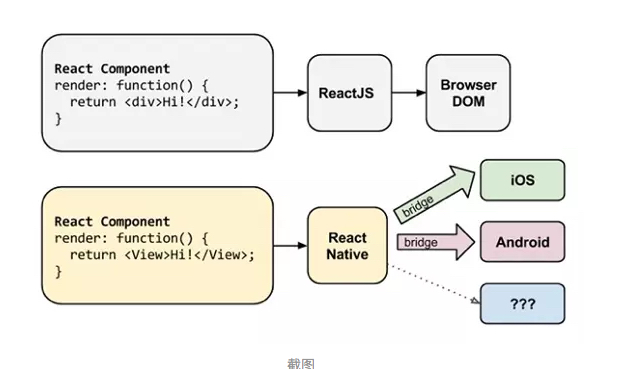 React Component
render: function() {
return <div>Hi!</div>;
}
ReactJS
Browser
DOM
React Component
render: function() {
return <View>Hi!</View>;
}
React
Native
bridge
iOS
bridge
Android
???
截图